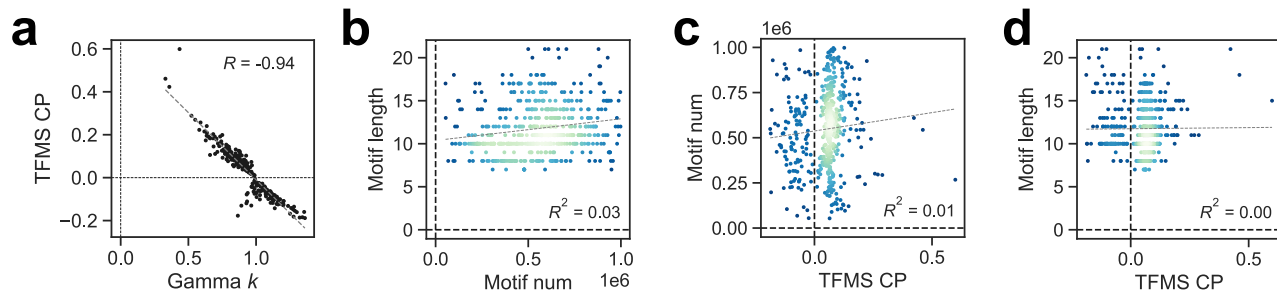 a
0.6
0.4
0.2
0.0
−0.2
TFMS CP
R = -0.94
0.0
0.5
1.0
Gamma k
b
20
15
10
5
0
Motif length
R² = 0.03
0.0
0.5
1.0
1e6
Motif num
c
1e6
1.00
0.75
0.50
0.25
0.00
Motif num
R² = 0.01
0.0
0.5
TFMS CP
d
20
15
10
5
0
Motif length
R² = 0.00
0.0
0.5
TFMS CP